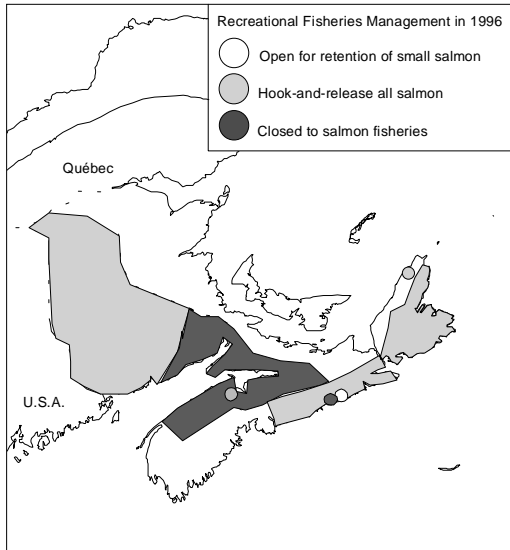 Recreational Fisheries Management in 1996
Open for retention of small salmon
Hook-and-release all salmon
Closed to salmon fisheries
Québec
U.S.A.